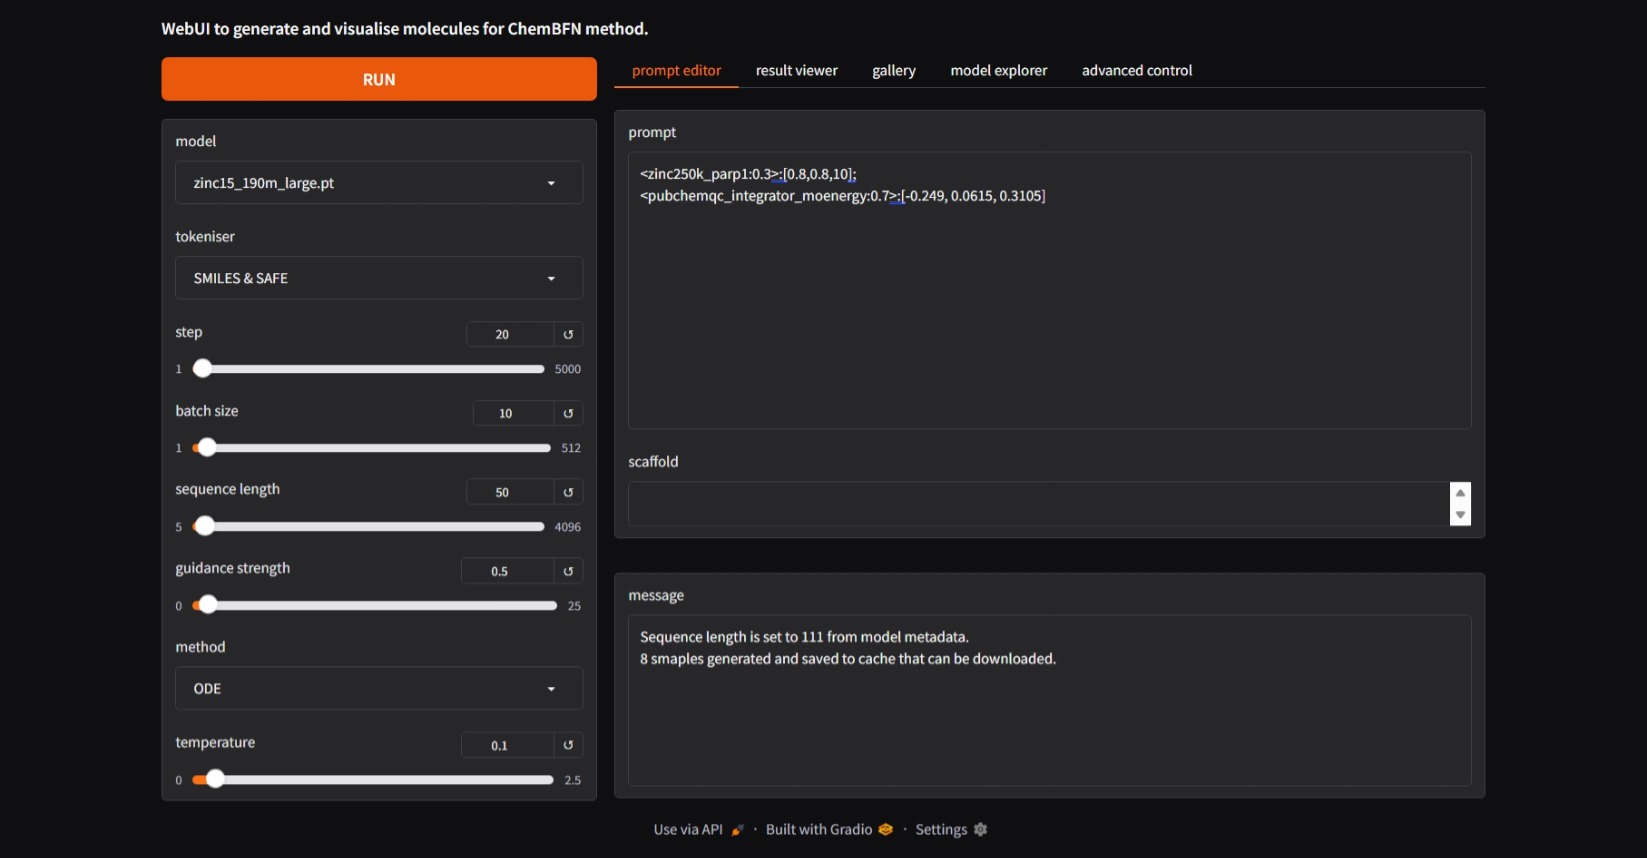 WebUI to generate and visualise molecules for ChemBFN method.
RUN
model
zinc15_190m_large.pt
tokeniser
SMILES & SAFE
step
20
1
5000
batch size
10
1
512
sequence length
50
5
4096
guidance strength
0.5
0
25
method
ODE
temperature
0.1
0
2.5
prompt editor
result viewer
gallery
model explorer
advanced control
prompt
<zinc250k_parp1:0.3>:[0.8,0.8,10];
<pubchemqc_integrator_moenergy:0.7>:[-0.249, 0.0615, 0.3105]
scaffold
message
Sequence length is set to 111 from model metadata.
8 smaples generated and saved to cache that can be downloaded.
Use via API · Built with Gradio · Settings